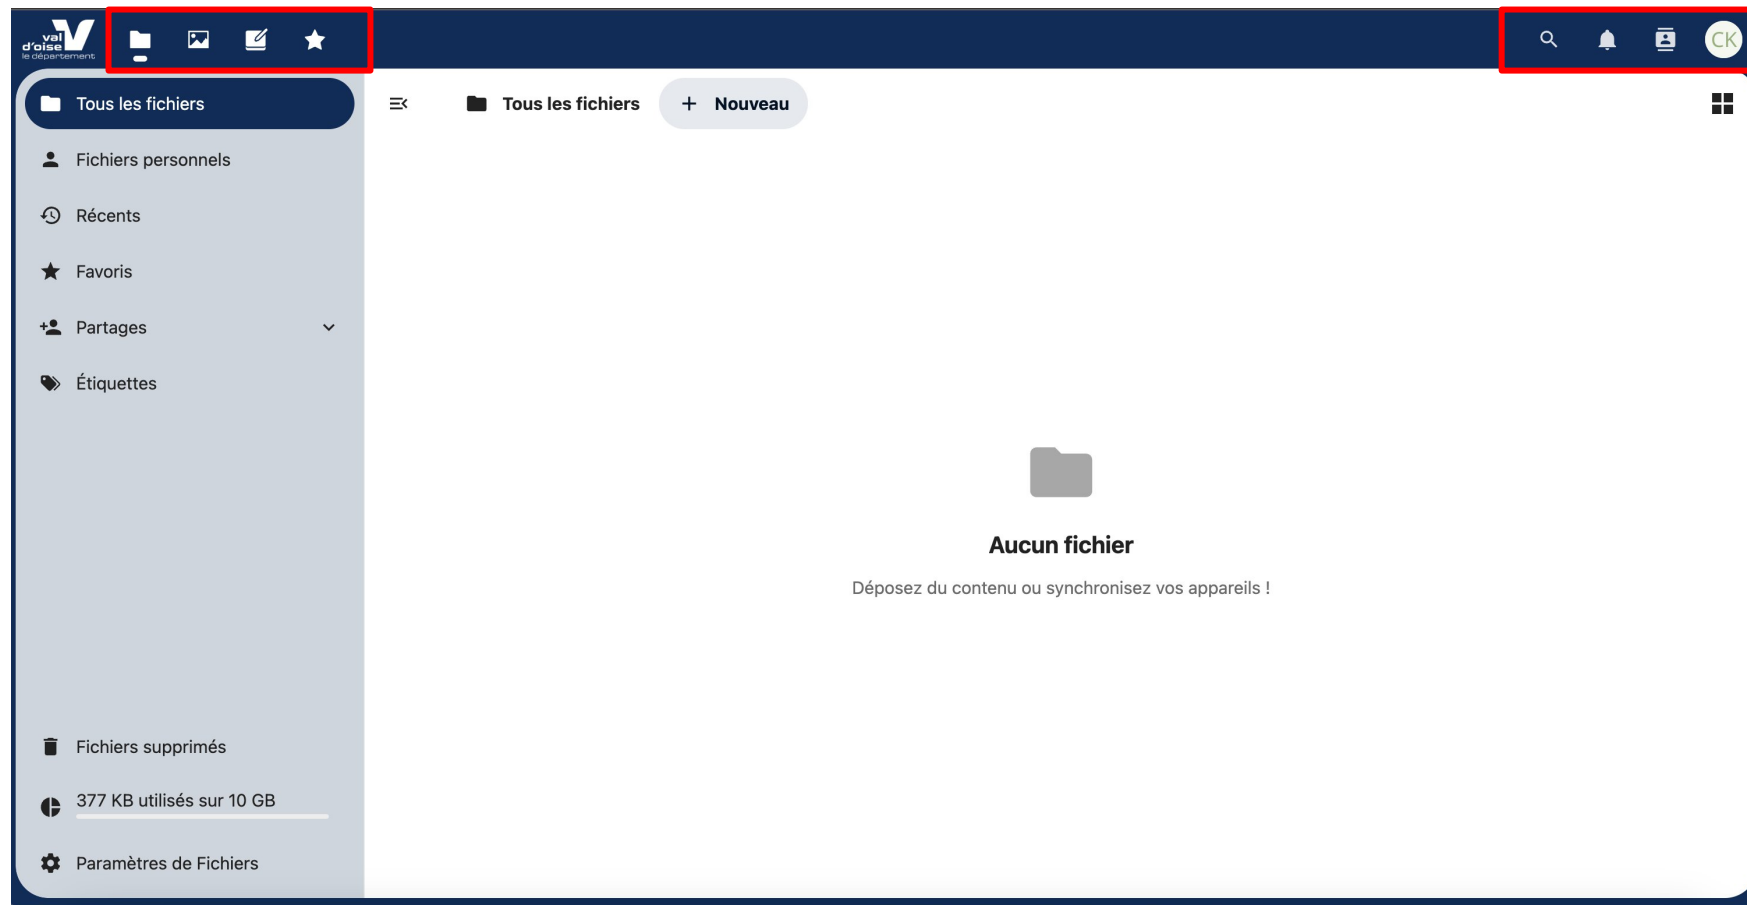 val
d'oise
le département
CK
Tous les fichiers
Tous les fichiers
+ Nouveau
Fichiers personnels
Récents
Favoris
Partages
Étiquettes
Aucun fichier
Déposez du contenu ou synchronisez vos appareils !
Fichiers supprimés
377 KB utilisés sur 10 GB
Paramètres de Fichiers